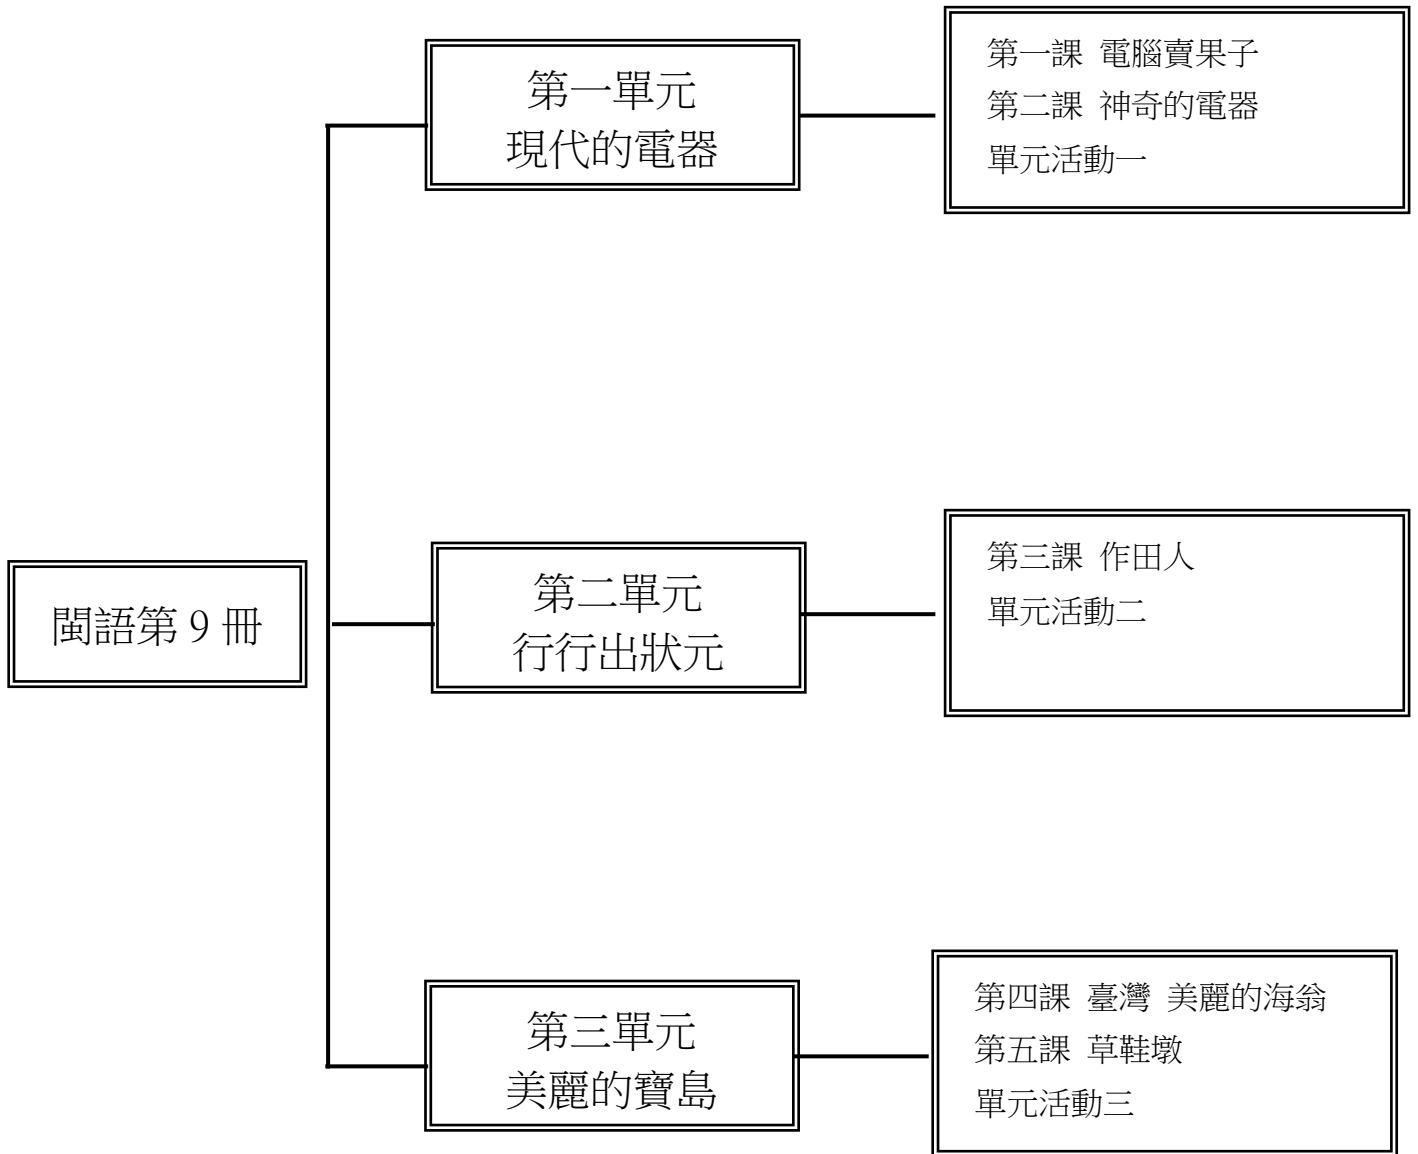 閩語第 9 冊
第一單元
現代的電器
第一課 電腦賣果子
第二課 神奇的電器
單元活動一
第二單元
行行出狀元
第三課 作田人
單元活動二
第三單元
美麗的寶島
第四課 臺灣 美麗的海翁
第五課 草鞋墩
單元活動三